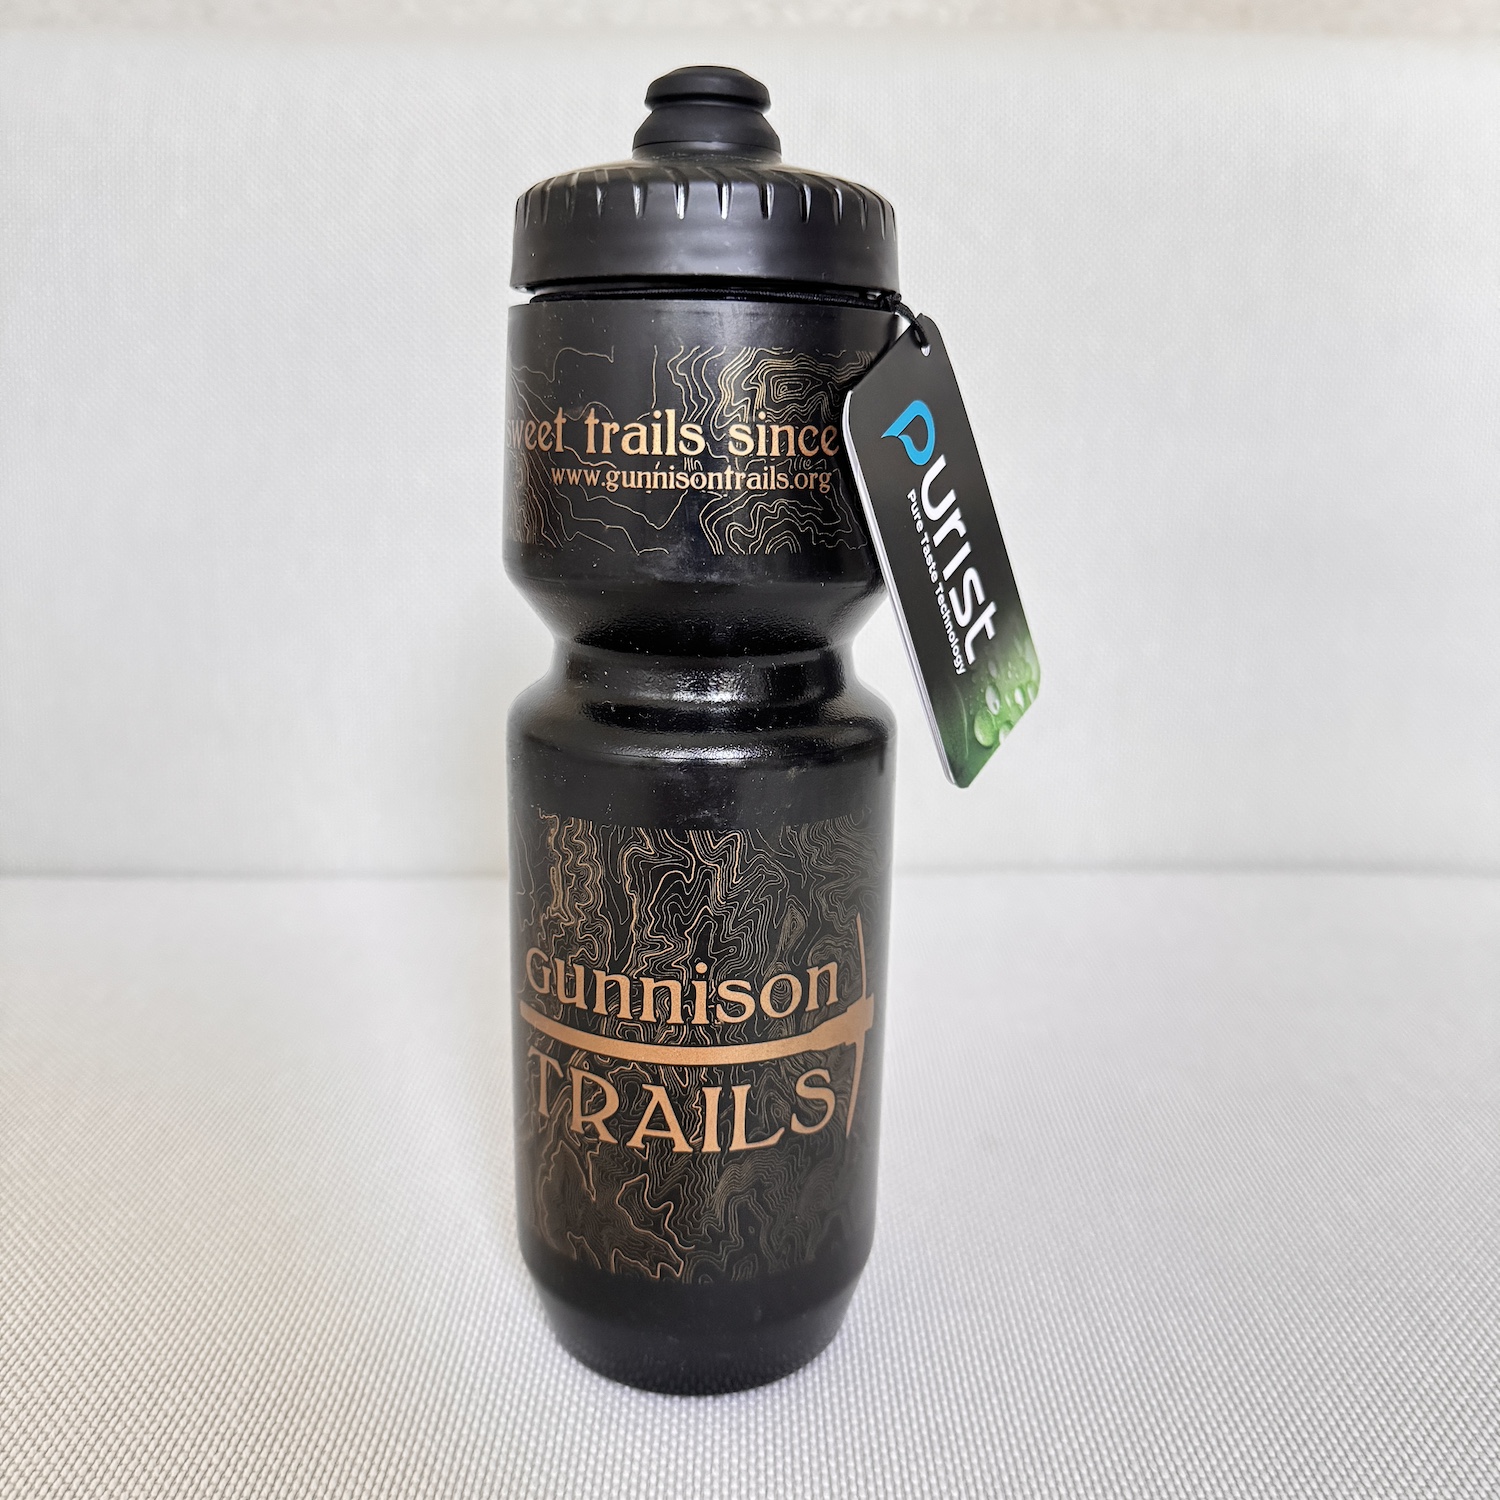 sweet trails since
www.gunnisontrails.org
purist
Pure Taste Technology
Gunnison
TRAILS